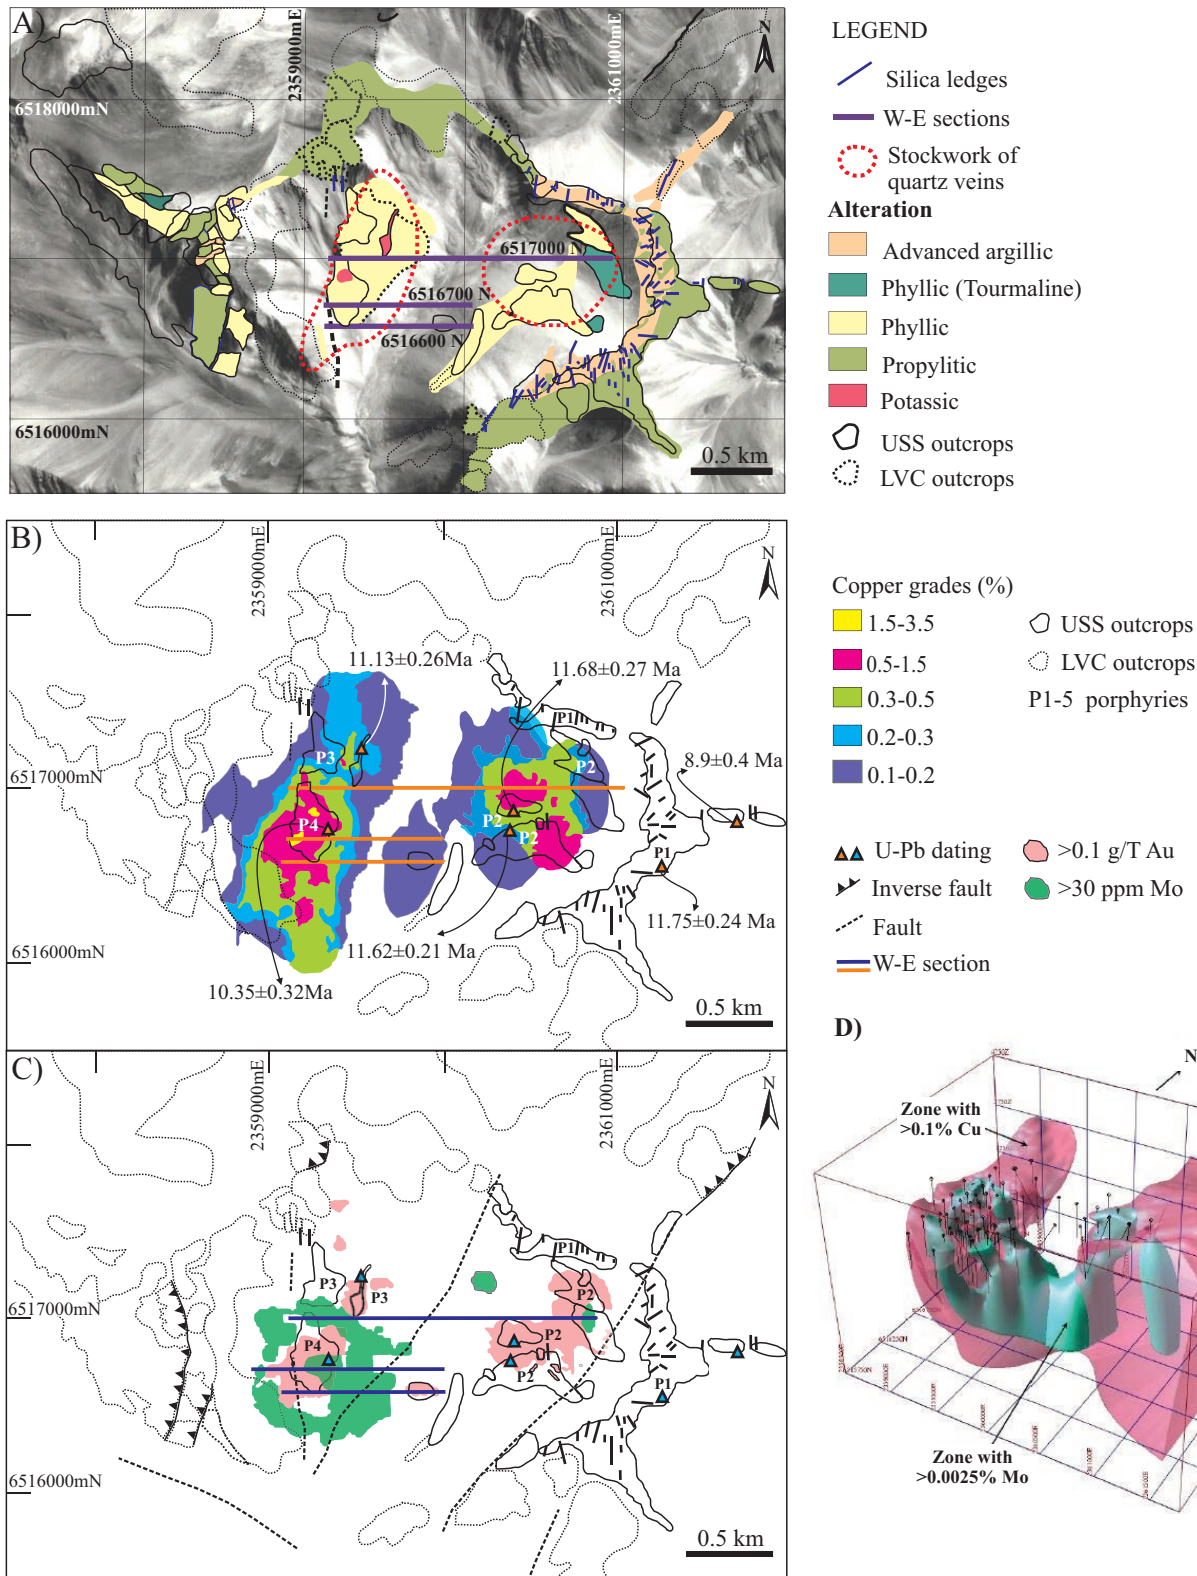 A)
2359000mE
2361000mE
N
6518000mN
6517000 N
6516700 N
6516600 N
6516000mN
0.5 km
LEGEND
Silica ledges
W-E sections
Stockwork of
quartz veins
Alteration
Advanced argillic
Phyllic (Tourmaline)
Phyllic
Propylitic
Potassic
USS outcrops
LVC outcrops
B)
2359000mE
2361000mE
N
11.13±0.26Ma
11.68±0.27 Ma
P1
P3
P2
8.9±0.4 Ma
6517000mN
P4
P2
P2
P1
11.75±0.24 Ma
11.62±0.21 Ma
6516000mN
10.35±0.32Ma
0.5 km
Copper grades (%)
1.5-3.5
0.5-1.5
0.3-0.5
0.2-0.3
0.1-0.2
USS outcrops
LVC outcrops
P1-5 porphyries
U-Pb dating
Inverse fault
Fault
W-E section
>0.1 g/T Au
>30 ppm Mo
C)
2359000mE
2361000mE
N
P1
P3
P3
P2
6517000mN
P4
P2
P2
P1
6516000mN
0.5 km
D)
N
Zone with
>0.1% Cu
Zone with
>0.0025% Mo